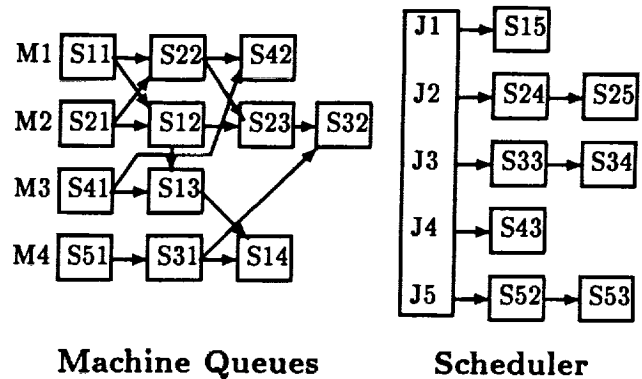 M1 S11 S22 S42
M2 S21 S12 S23 S32
M3 S41 S13
M4 S51 S31 S14
Machine Queues
J1 S15
J2 S24 S25
J3 S33 S34
J4 S43
J5 S52 S53
Scheduler